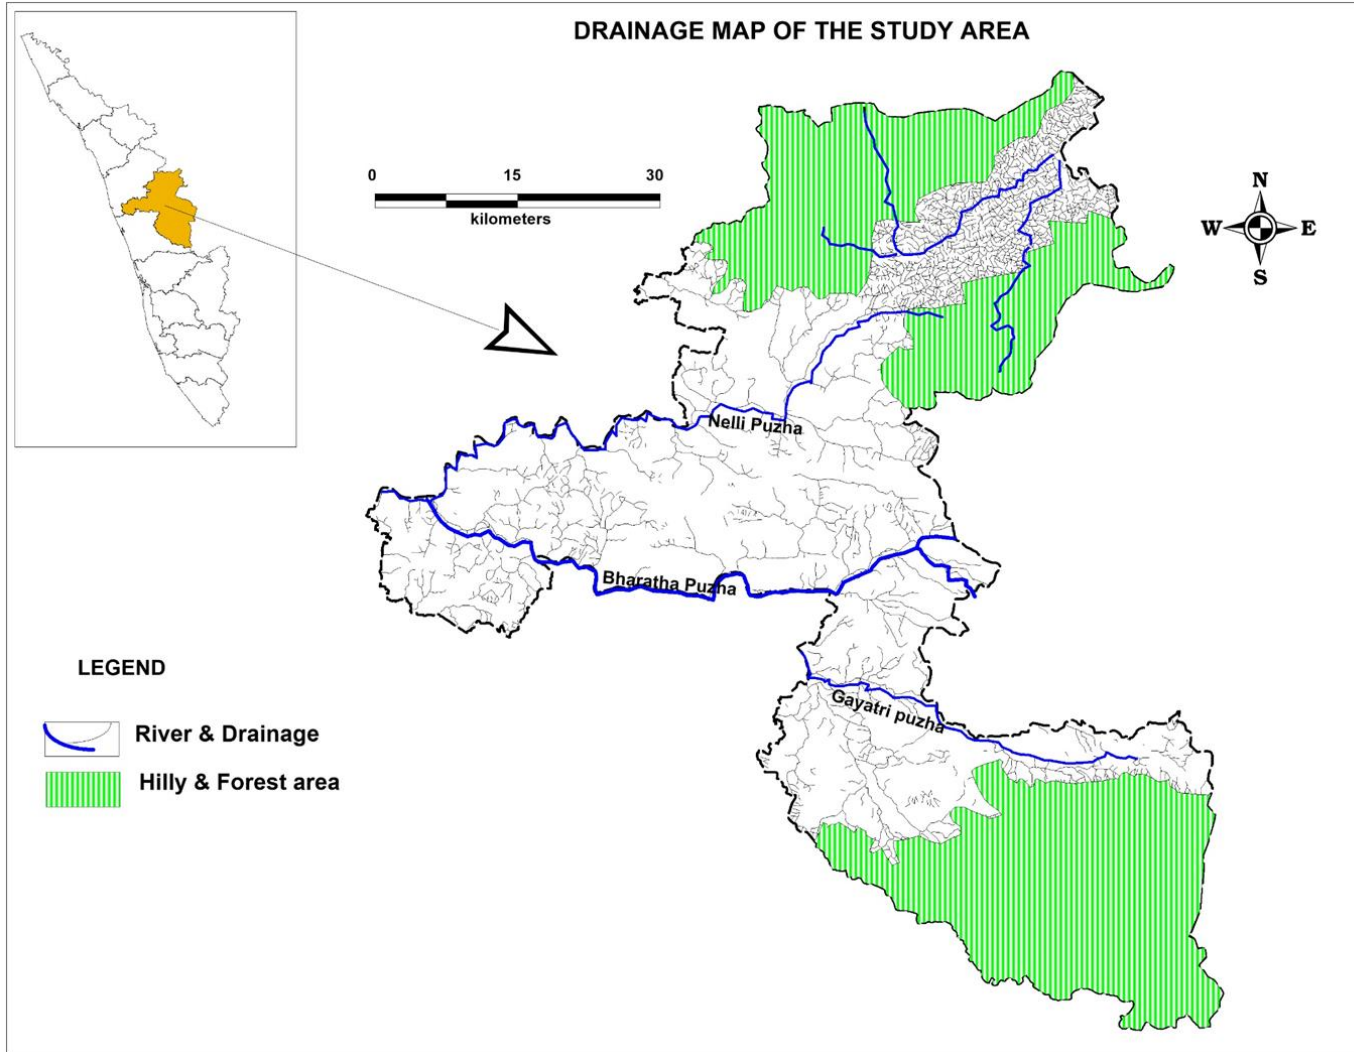 DRAINAGE MAP OF THE STUDY AREA
0 15 30
kilometers
N
W E
S
Nelli Puzha
Bharatha Puzha
Gayatri puzha
LEGEND
River & Drainage
Hilly & Forest area